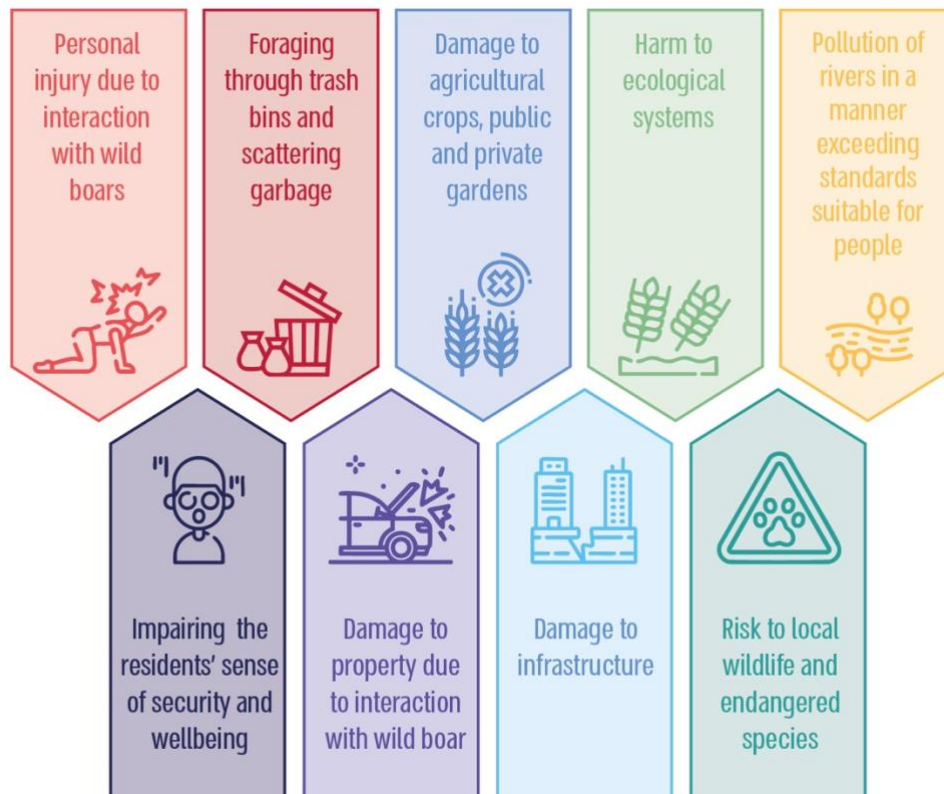 Personal
injury due to
interaction
with wild
boars
Foraging
through trash
bins and
scattering
garbage
Damage to
agricultural
crops, public
and private
gardens
Harm to
ecological
systems
Pollution of
rivers in a
manner
exceeding
standards
suitable for
people
Impairing the
residents' sense
of security and
wellbeing
Damage to
property due
to interaction
with wild boar
Damage to
infrastructure
Risk to local
wildlife and
endangered
species